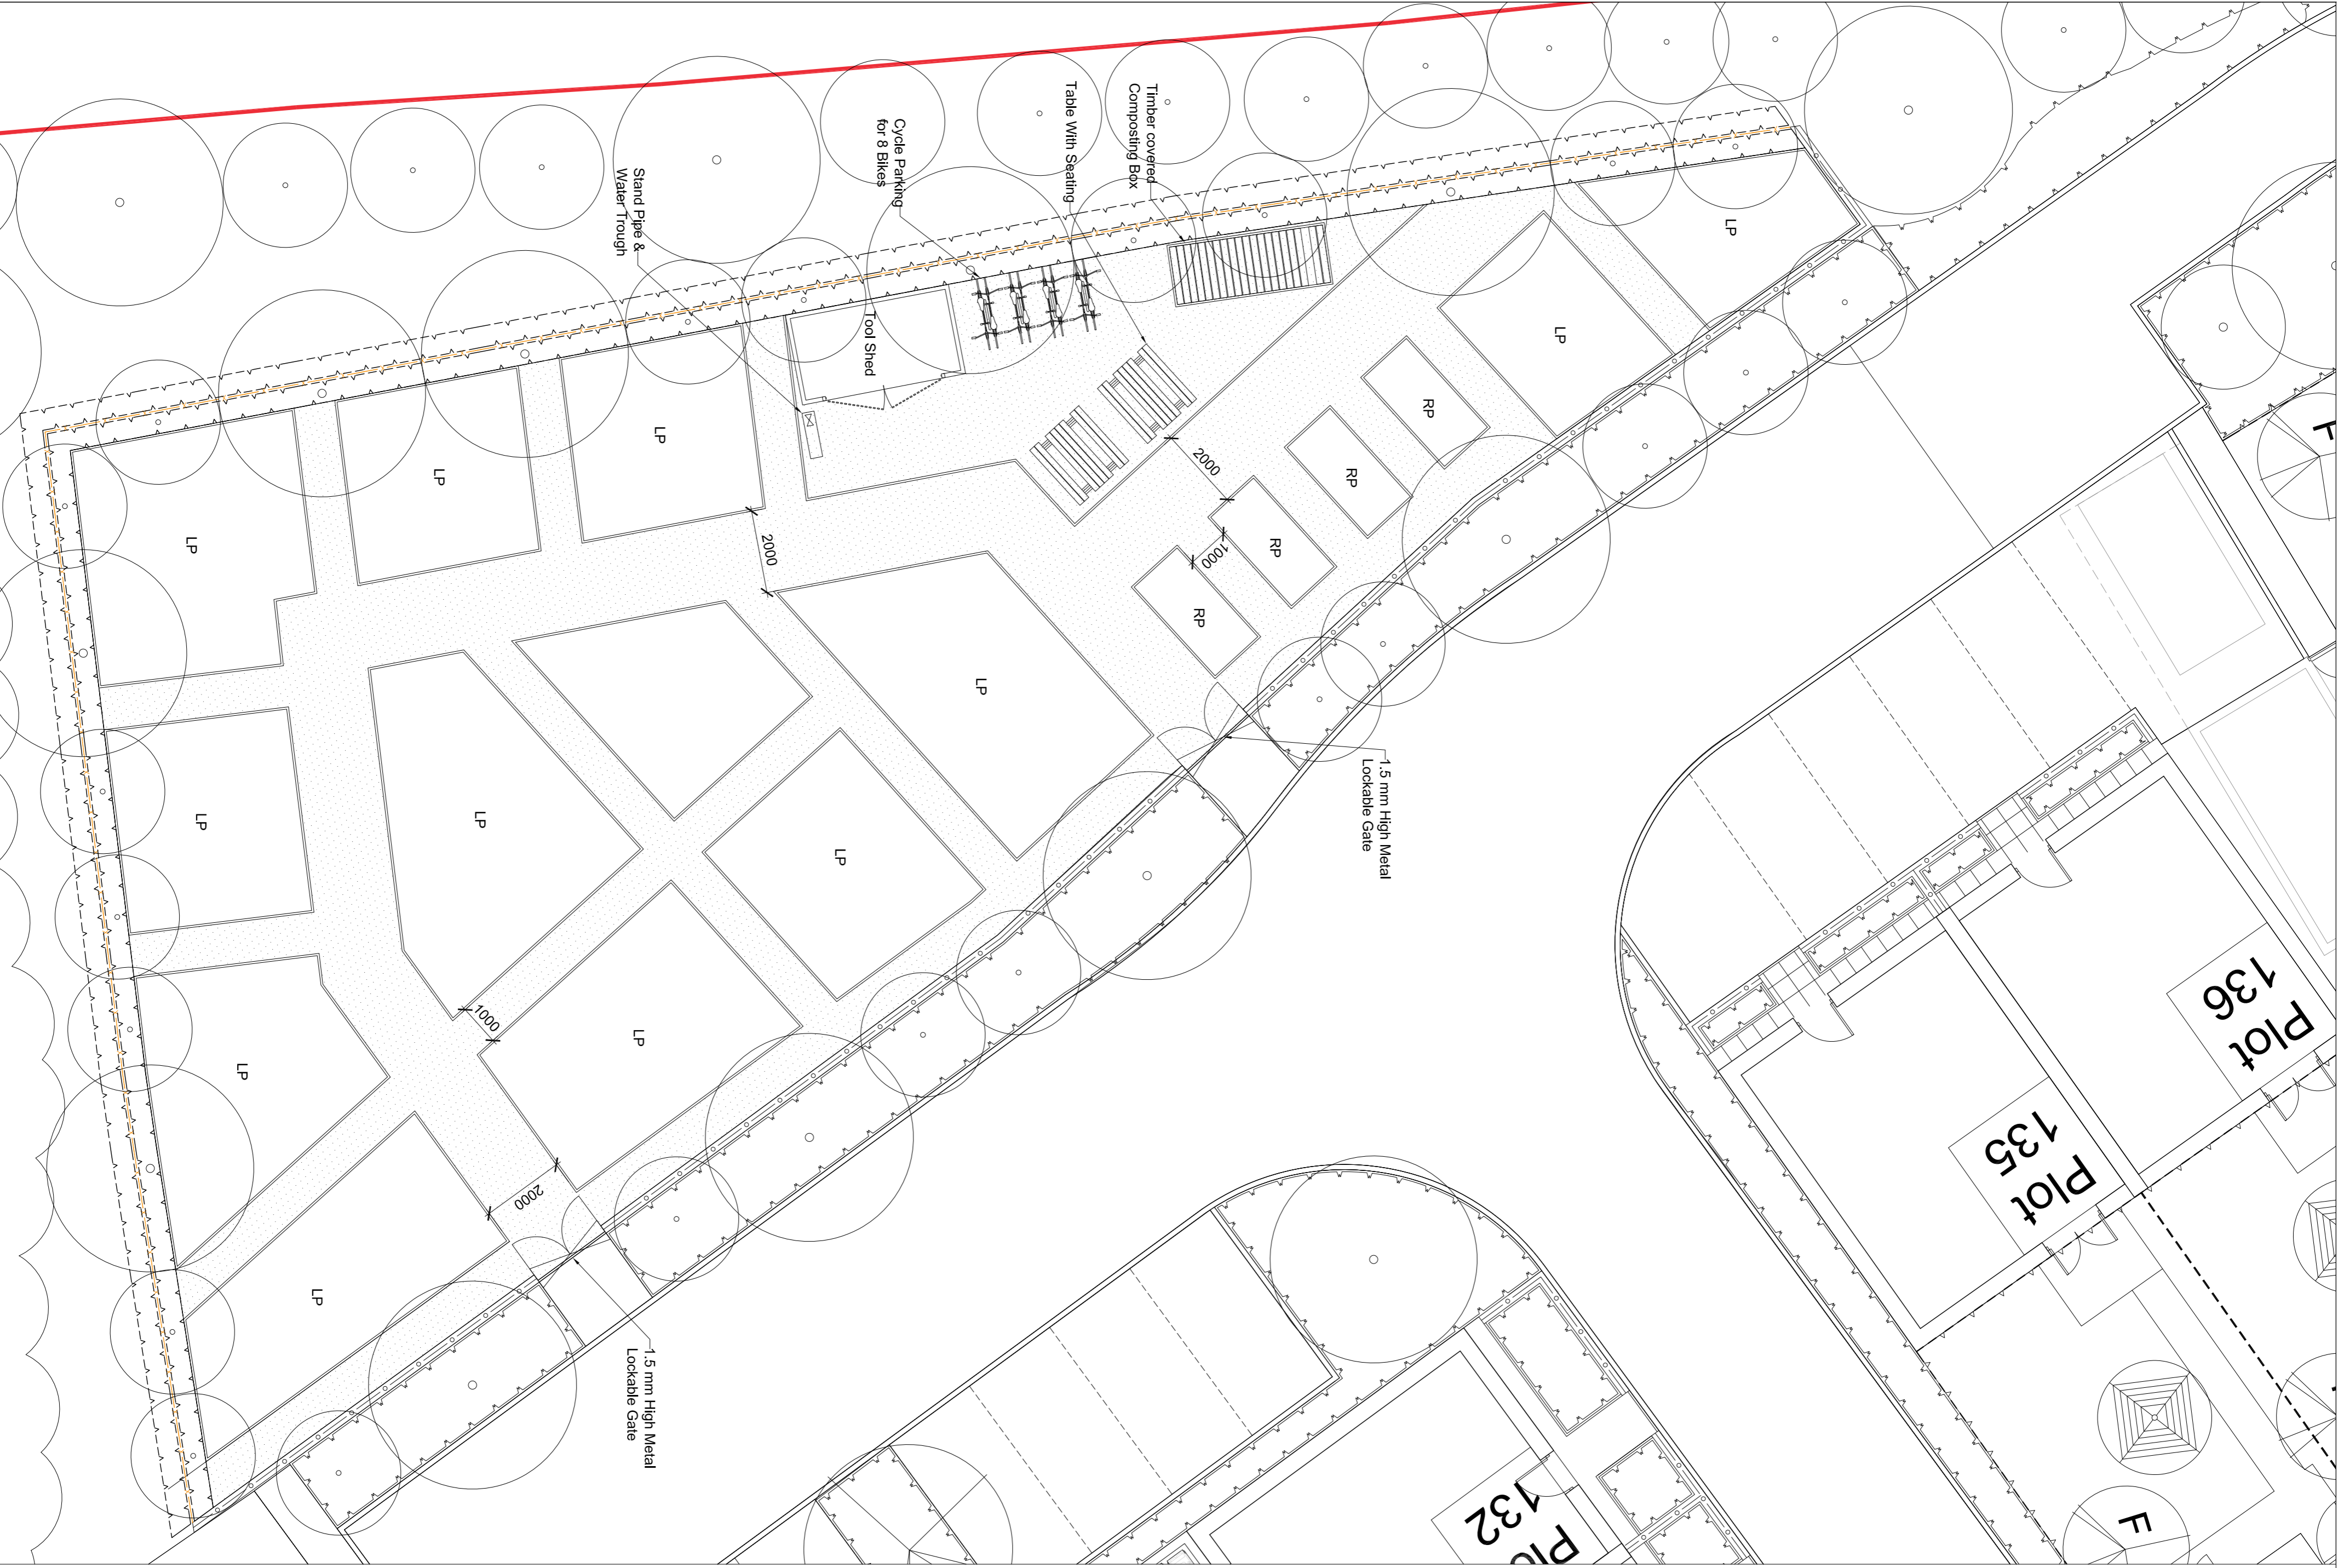 Timber covered
Composting Box
Table With Seating
Cycle Parking
for 8 Bikes
Stand Pipe &
Water Trough
Tool Shed
LP
LP
LP
LP
LP
RP
RP
RP
RP
2000
1000
2000
LP
LP
LP
LP
LP
LP
LP
1000
2000
1.5 mm High Metal
Lockable Gate
1.5 mm High Metal
Lockable Gate
Plot
136
Plot
135
132
F
F